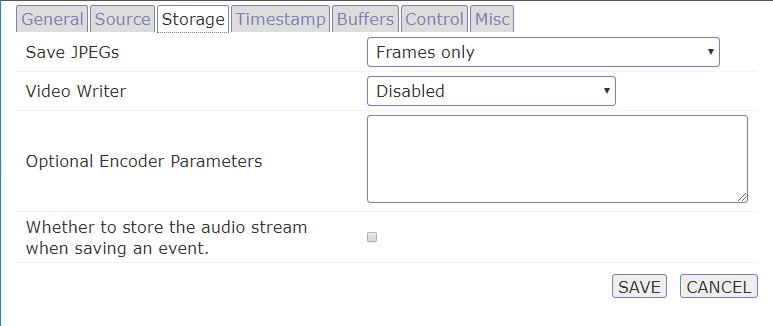 General Source Storage Timestamp Buffers Control Misc
Save JPEGs Frames only
Video Writer Disabled
Optional Encoder Parameters
Whether to store the audio stream
when saving an event.
SAVE CANCEL